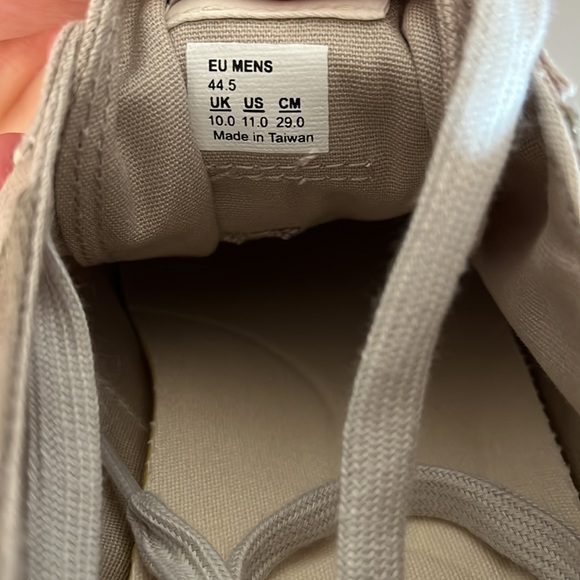 EU MENS
44.5
UK US CM
10.0 11.0 29.0
Made in Taiwan